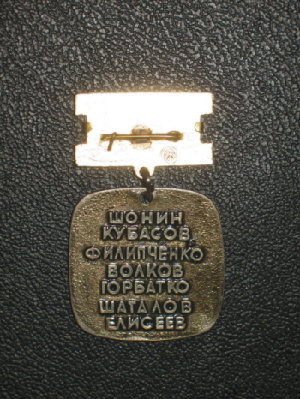 ШОНИН
КУБАСОВ
ФИЛИПЧЕНКО
ВОЛКОВ
ГОРБАТКО
ШАТАЛОВ
ЕЛИСЕЕВ